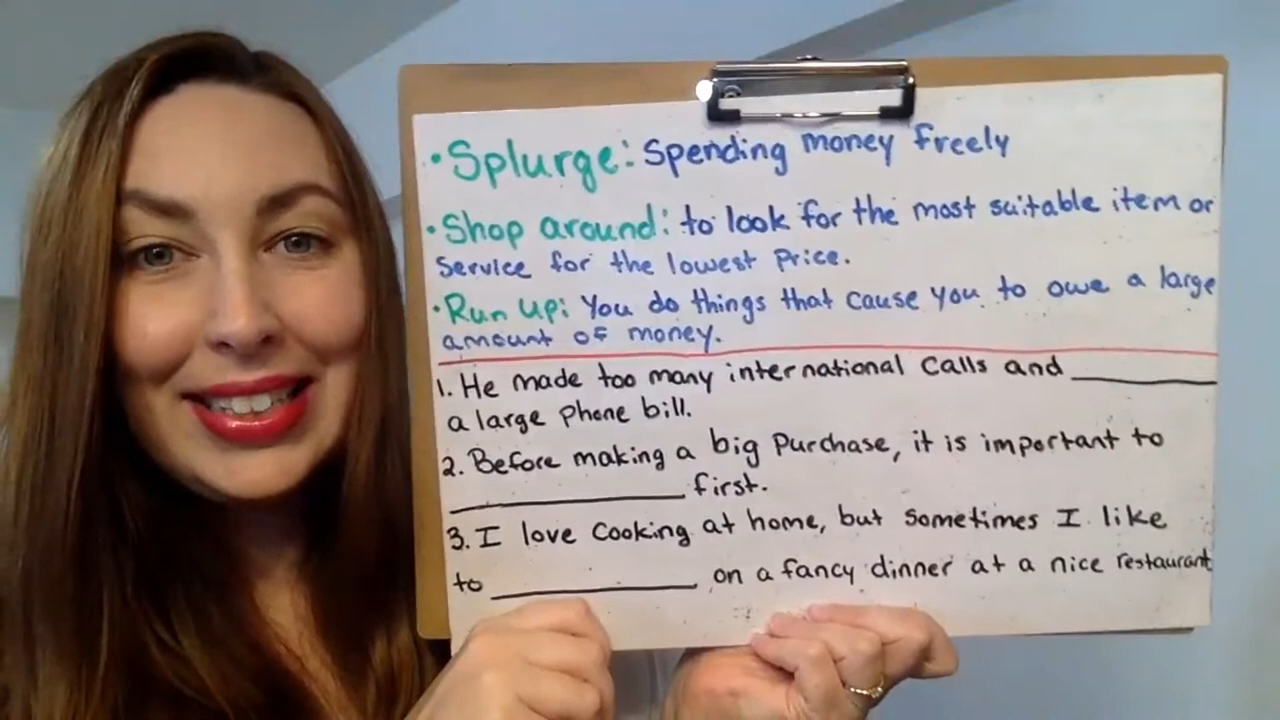 • Splurge: Spending money freely
• Shop around: to look for the most suitable item or
service for the lowest price.
• Run up: You do things that cause you to owe a large
amount of money.
1. He made too many international calls and ________
a large phone bill.
2. Before making a big purchase, it is important to
____________ first.
3. I love cooking at home, but sometimes I like
to ____________ on a fancy dinner at a nice restaurant